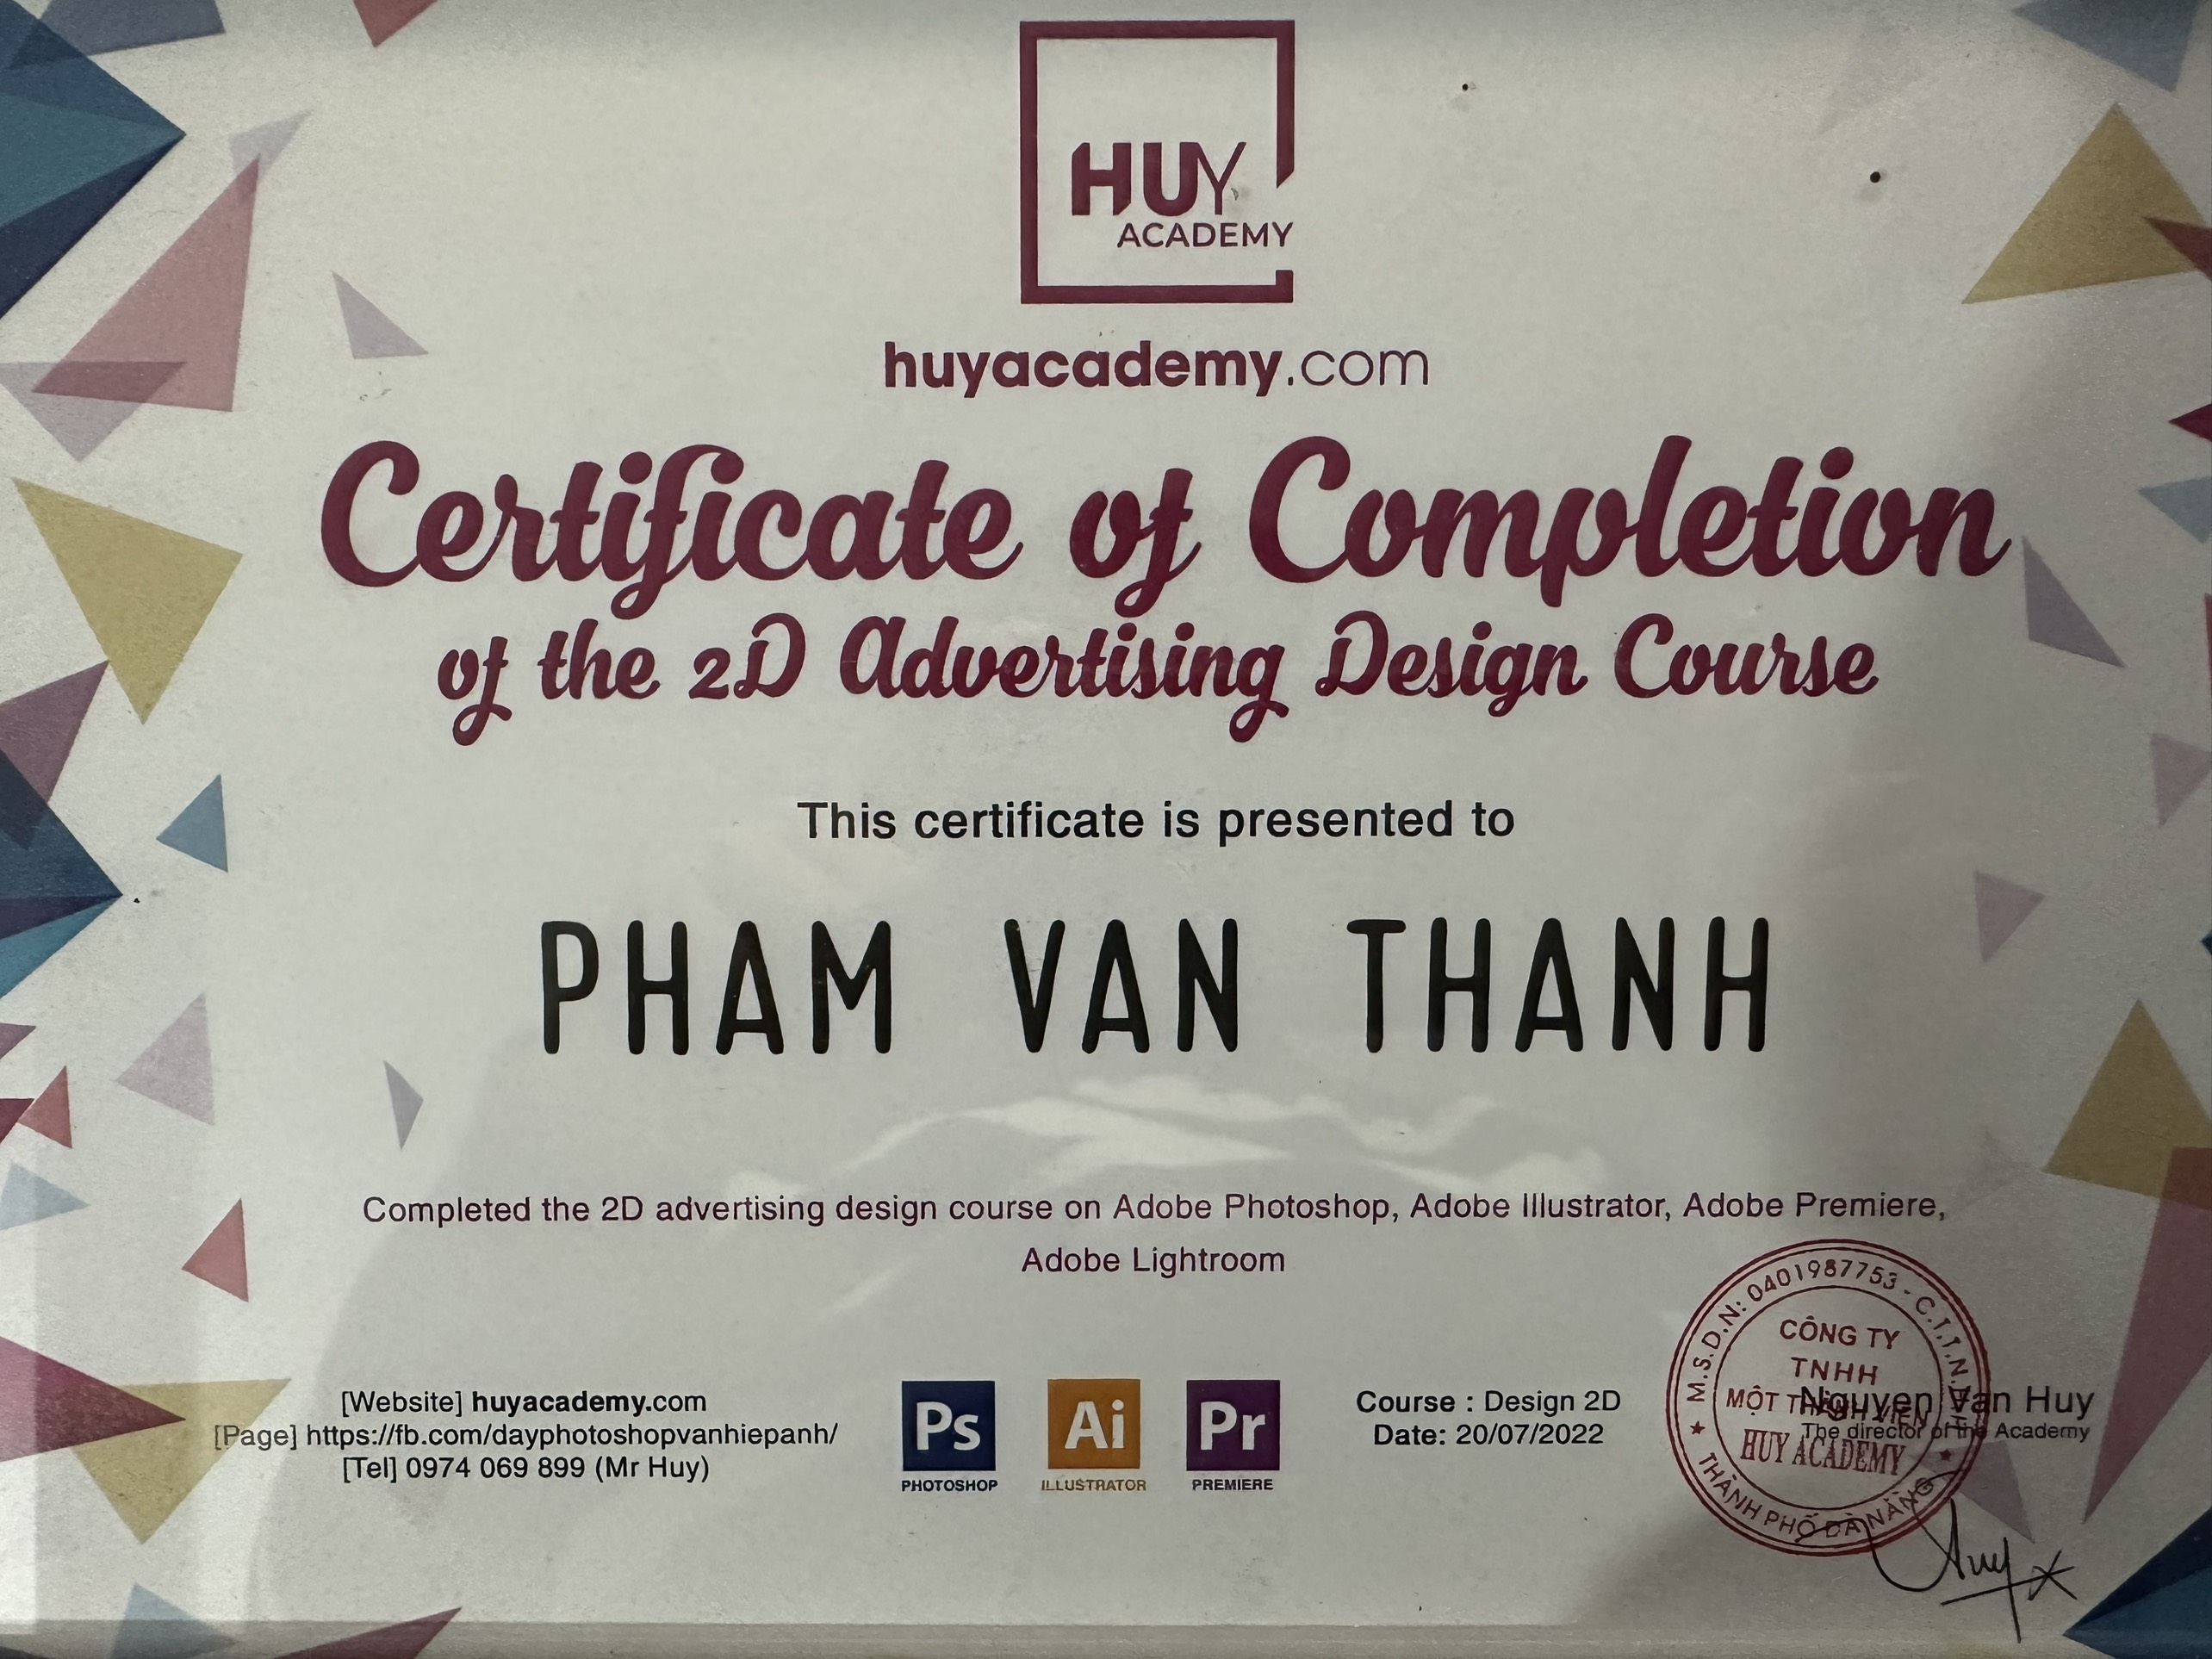 HUY
ACADEMY
huyacademy.com
Certificate of Completion
of the 2D Advertising Design Course
This certificate is presented to
PHAM VAN THANH
Completed the 2D advertising design course on Adobe Photoshop, Adobe Illustrator, Adobe Premiere,
Adobe Lightroom
[Website] huyacademy.com
[Page] https://fb.com/dayphotoshopvanhiepanh/
[Tel] 0974 069 899 (Mr Huy)
Ps
PHOTOSHOP
Ai
ILLUSTRATOR
Pr
PREMIERE
Course : Design 2D
Date: 20/07/2022
M.S.D.N: 0401987753 - C.T.T.N.H.H
CÔNG TY
TNHH
MỘT THÀNH VIÊN
HUY ACADEMY
THÀNH PHỐ ĐÀ NẴNG
Nguyen Van Huy
The director of the Academy
Huy